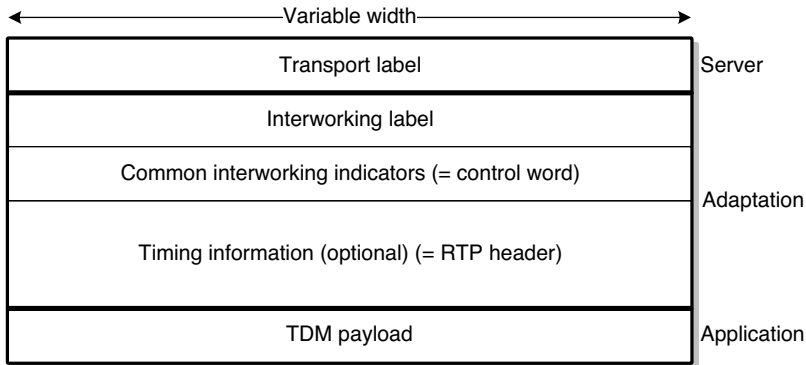 Variable width
Transport label
Server
Interworking label
Common interworking indicators (= control word)
Adaptation
Timing information (optional) (= RTP header)
TDM payload
Application